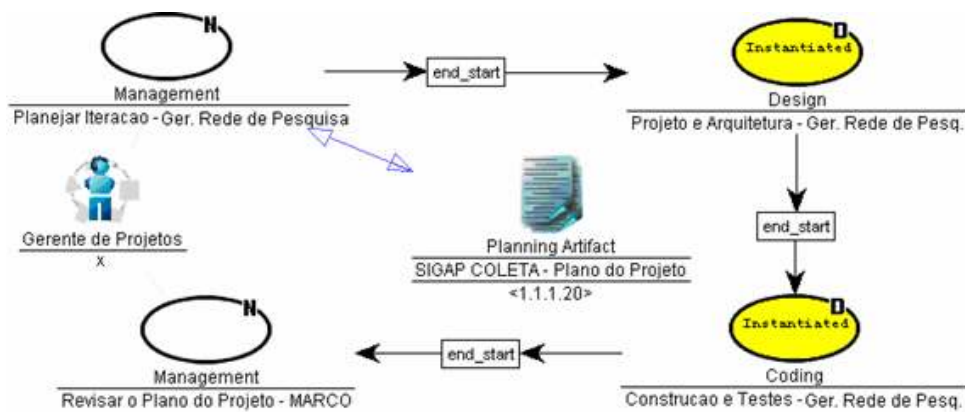 N
Management
Planejar Iteracao - Ger. Rede de Pesquisa
end_start
D
Instantiated
Design
Projeto e Arquitetura - Ger. Rede de Pesq.
end_start
Gerente de Projetos
x
Planning Artifact
SIGAP COLETA - Plano do Projeto
<1.1.1.20>
N
Management
Revisar o Plano do Projeto - MARCO
end_start
D
Instantiated
Coding
Construcao e Testes - Ger. Rede de Pesq.